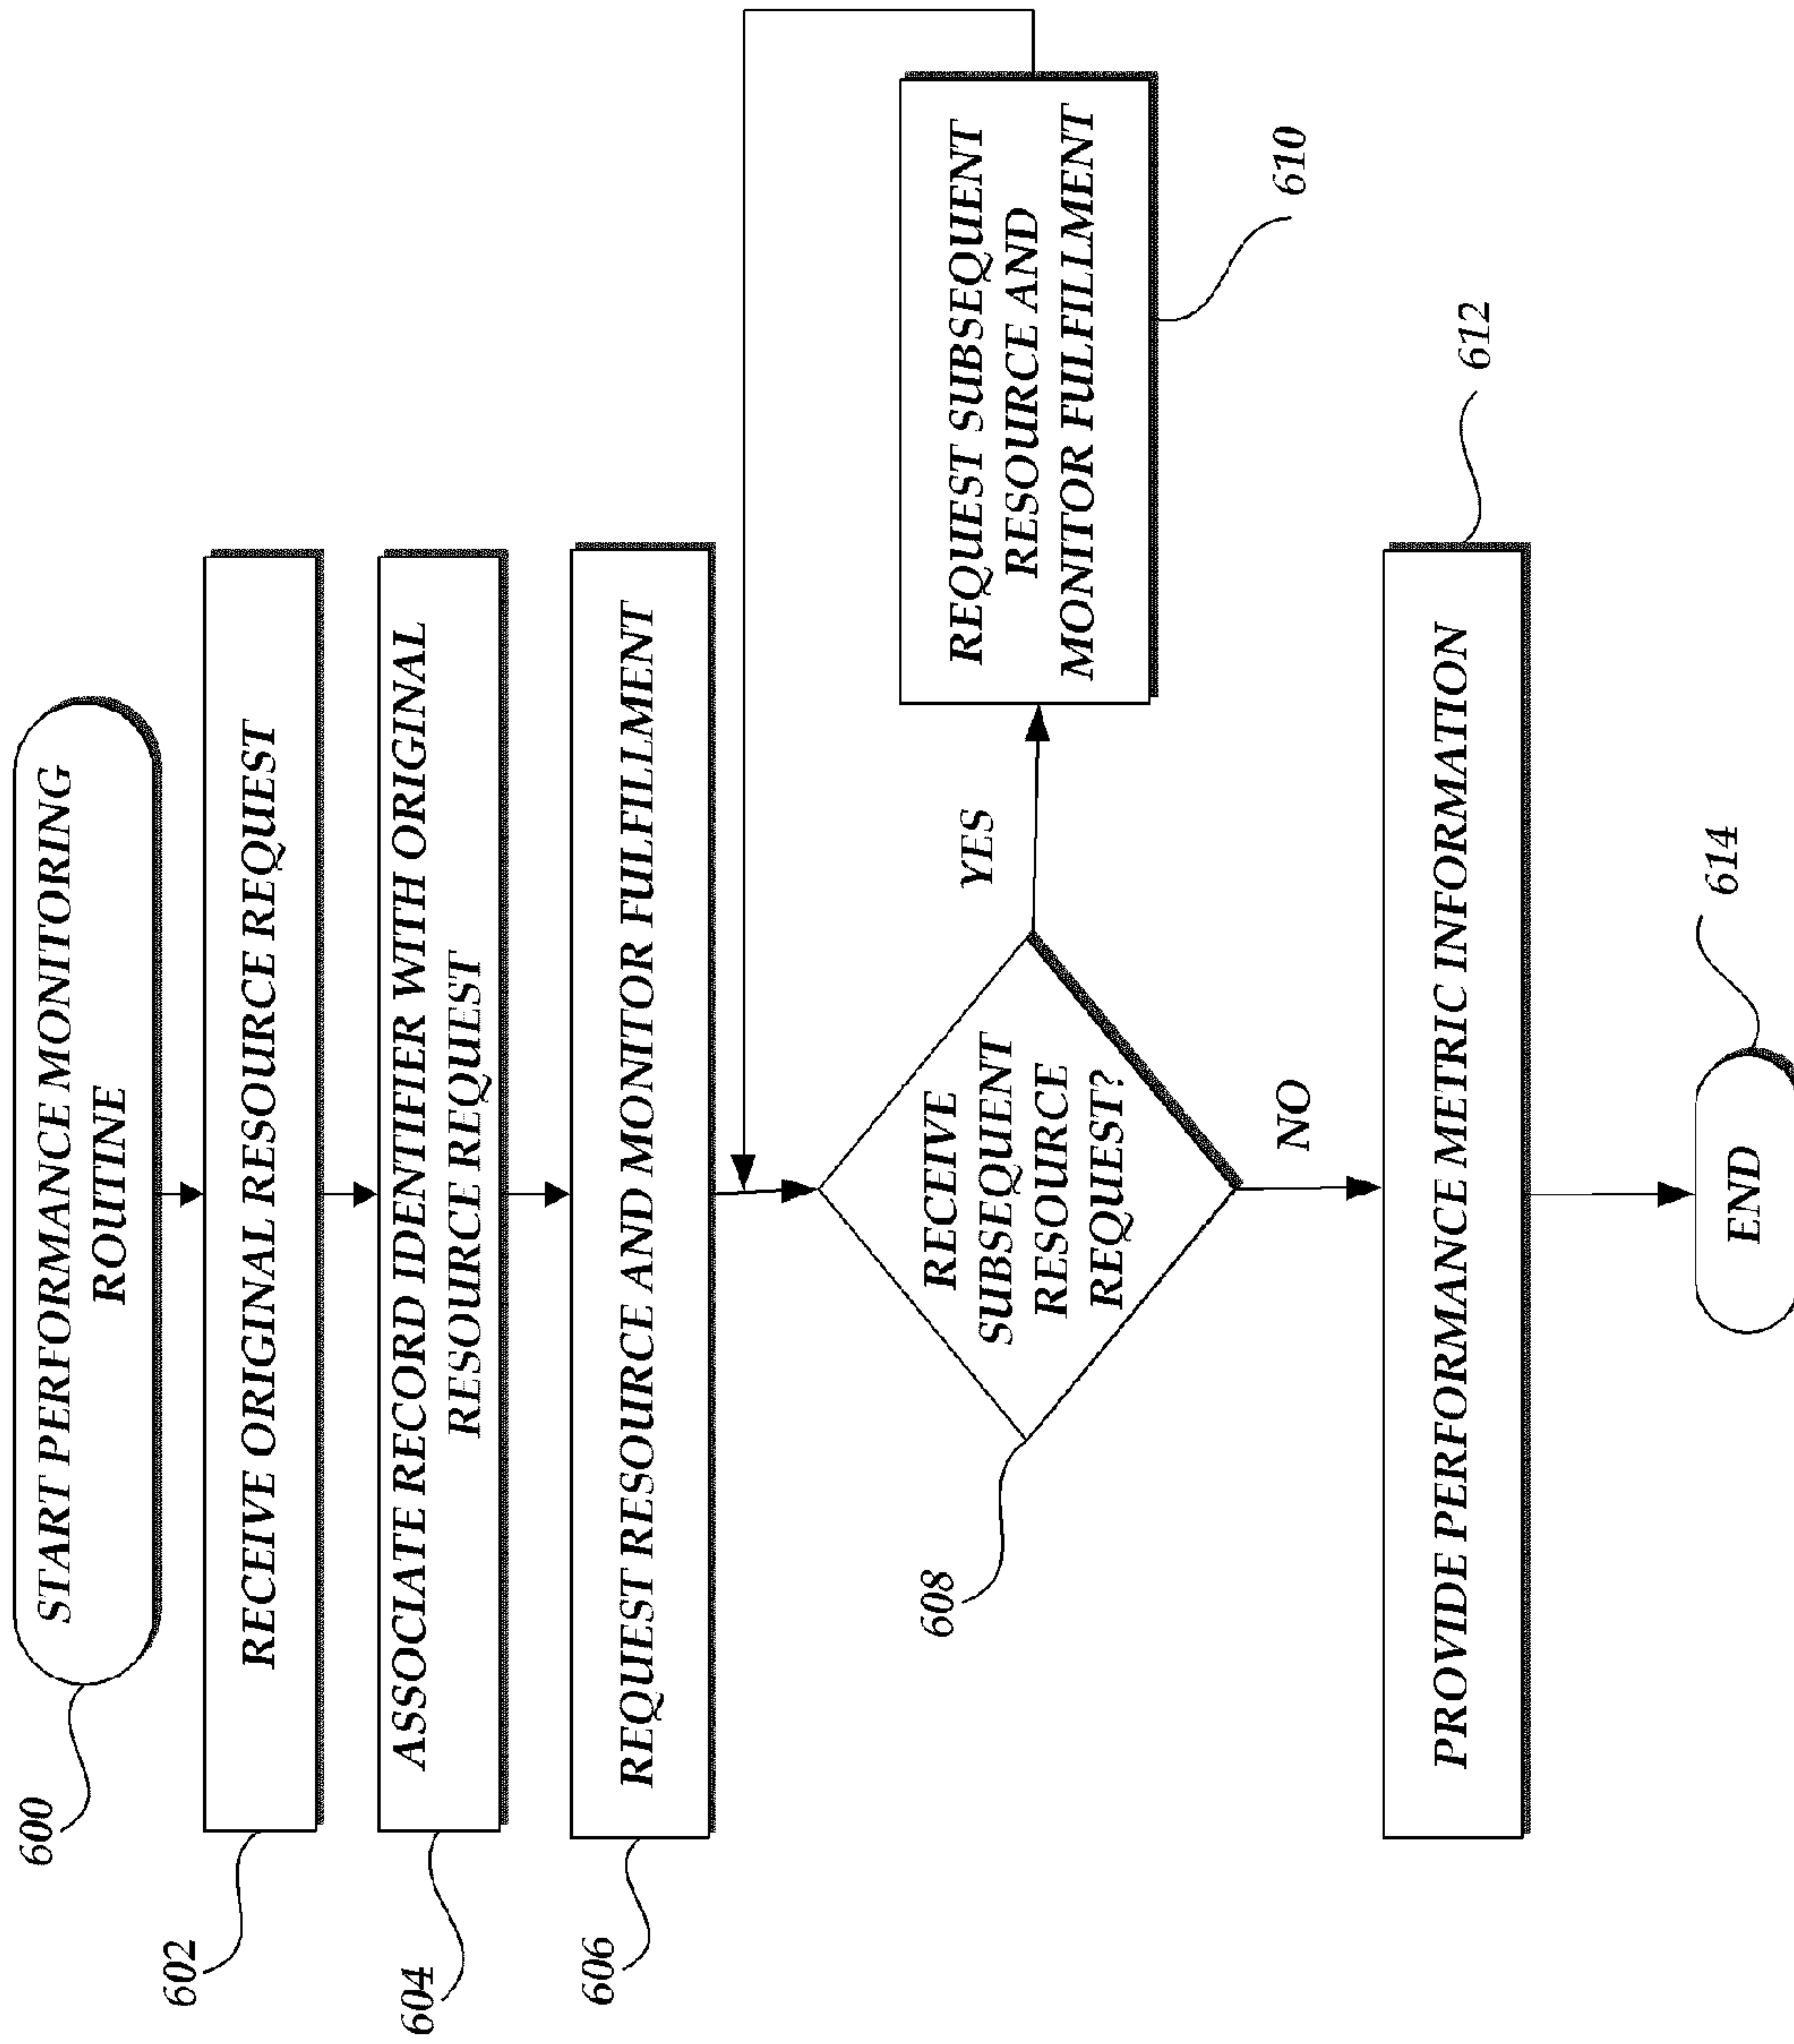 600
START PERFORMANCE MONITORING
ROUTINE
602
RECEIVE ORIGINAL RESOURCE REQUEST
604
ASSOCIATE RECORD IDENTIFIER WITH ORIGINAL
RESOURCE REQUEST
606
REQUEST RESOURCE AND MONITOR FULFILLMENT
608
RECEIVE
SUBSEQUENT
RESOURCE
REQUEST?
YES
REQUEST SUBSEQUENT
RESOURCE AND
MONITOR FULFILLMENT
610
NO
PROVIDE PERFORMANCE METRIC INFORMATION
612
END
614